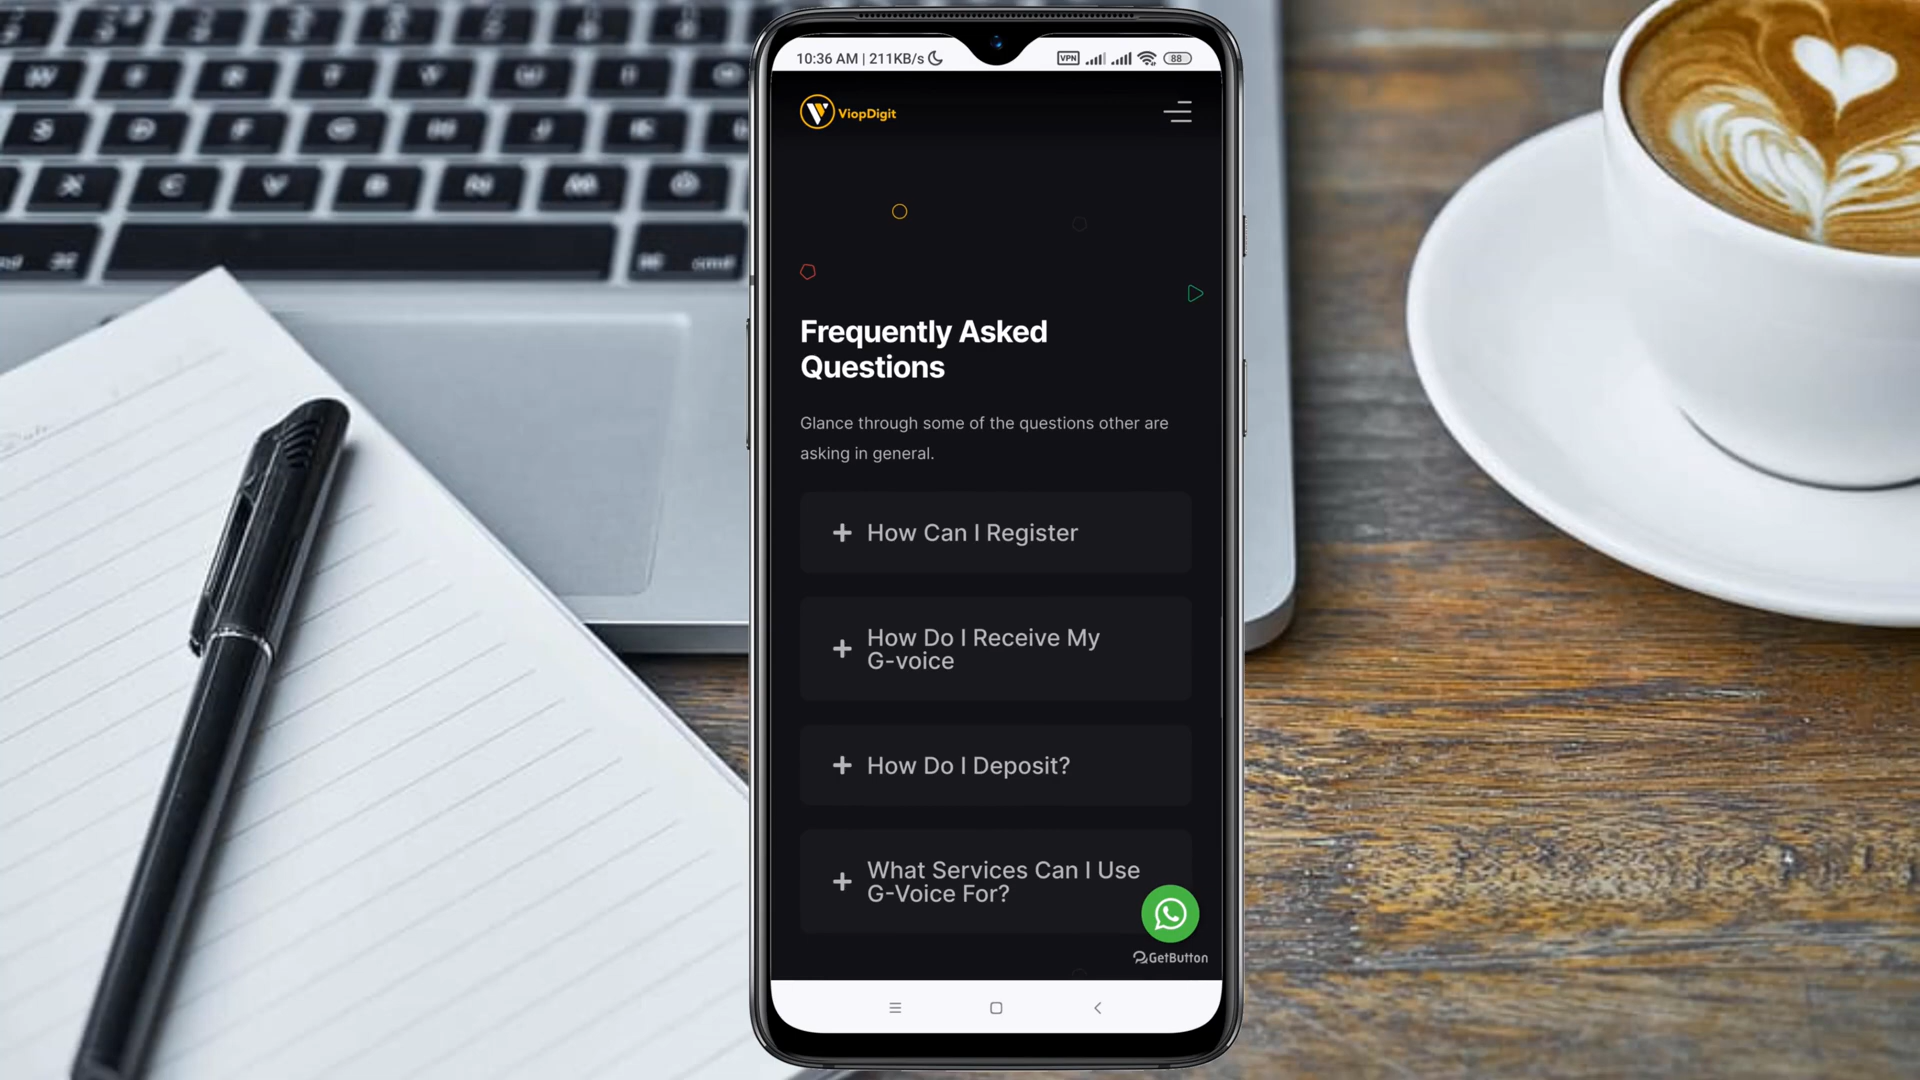 10:36 AM | 211KB/s
VPN
88
ViopDigit
Frequently Asked
Questions
Glance through some of the questions other are
asking in general.
+ How Can I Register
+ How Do I Receive My
G-voice
+ How Do I Deposit?
+ What Services Can I Use
G-Voice For?
GetButton
cmd